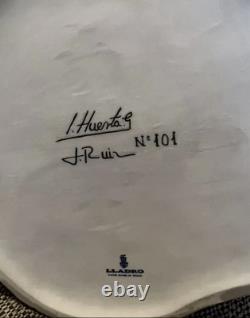 I. Huerta G
J. Ruiz Nº 101
LLADRO